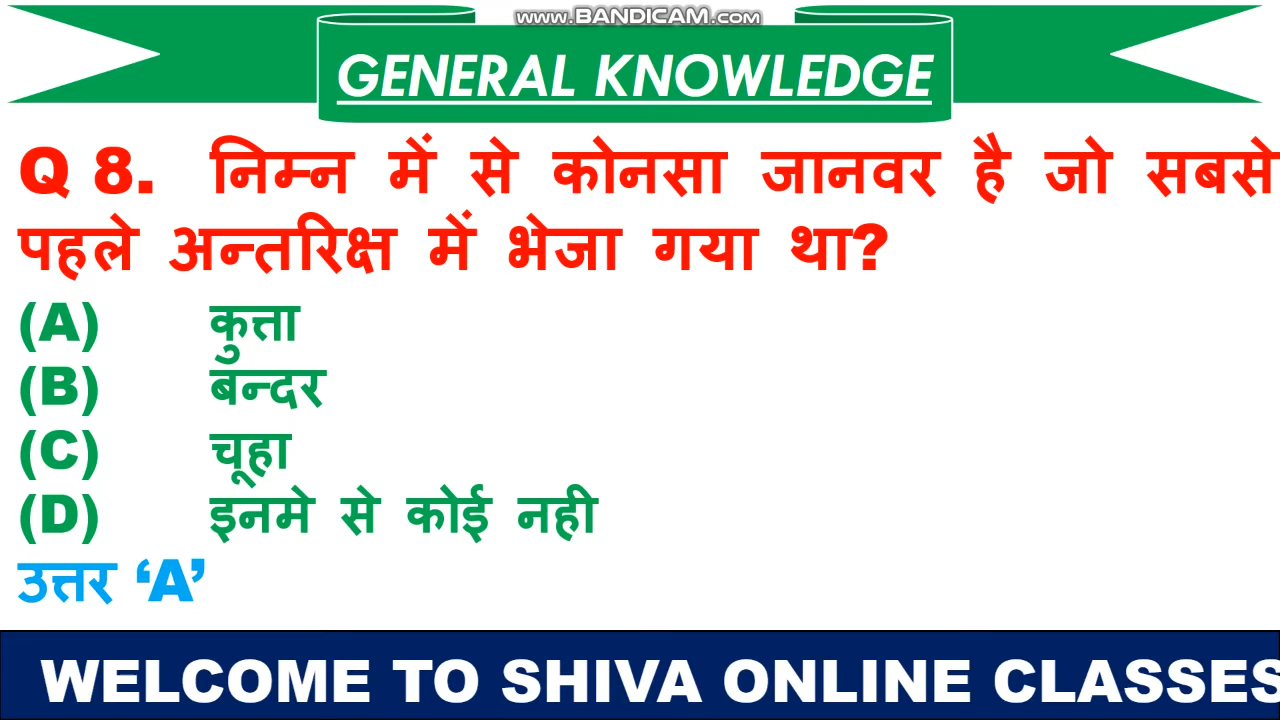 www.BANDICAM.com
GENERAL KNOWLEDGE
Q 8. निम्न में से कोनसा जानवर है जो सबसे
पहले अन्तरिक्ष में भेजा गया था?
(A) कुत्ता
(B) बन्दर
(C) चूहा
(D) इनमे से कोई नही
उत्तर ‘A’
WELCOME TO SHIVA ONLINE CLASSES